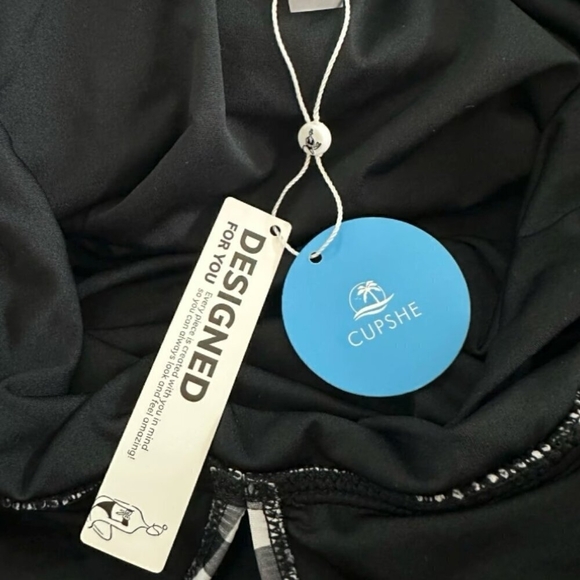 DESIGNED
FOR YOU
Every piece is created with you in mind
so you can always look and feel amazing!
CUPSHE